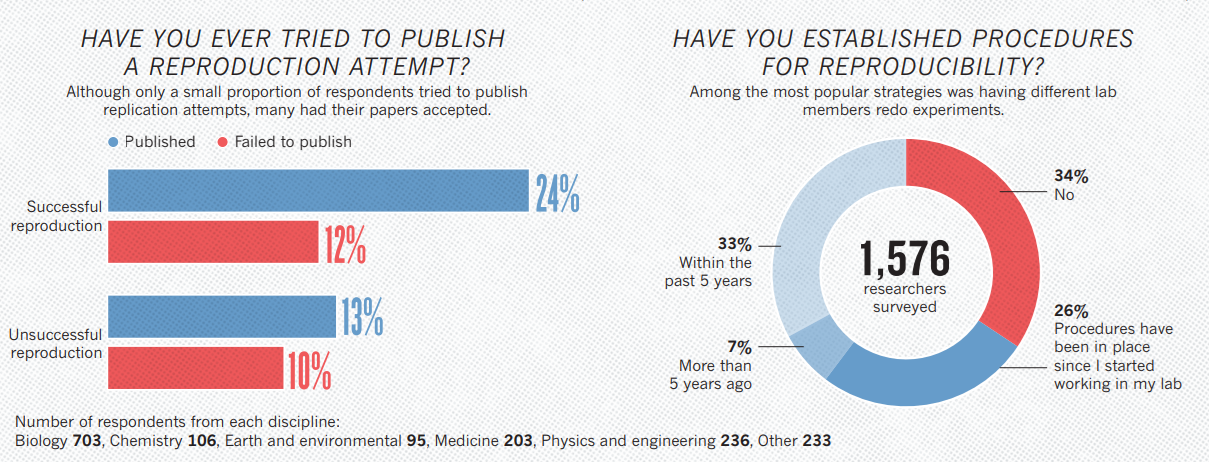 HAVE YOU EVER TRIED TO PUBLISH
A REPRODUCTION ATTEMPT?
Although only a small proportion of respondents tried to publish
replication attempts, many had their papers accepted.
Published Failed to publish
Successful
reproduction
24%
12%
Unsuccessful
reproduction
13%
10%
HAVE YOU ESTABLISHED PROCEDURES
FOR REPRODUCIBILITY?
Among the most popular strategies was having different lab
members redo experiments.
34%
No
33%
Within the
past 5 years
1,576
researchers
surveyed
26%
Procedures have
been in place
since I started
working in my lab
7%
More than
5 years ago
Number of respondents from each discipline:
Biology 703, Chemistry 106, Earth and environmental 95, Medicine 203, Physics and engineering 236, Other 233